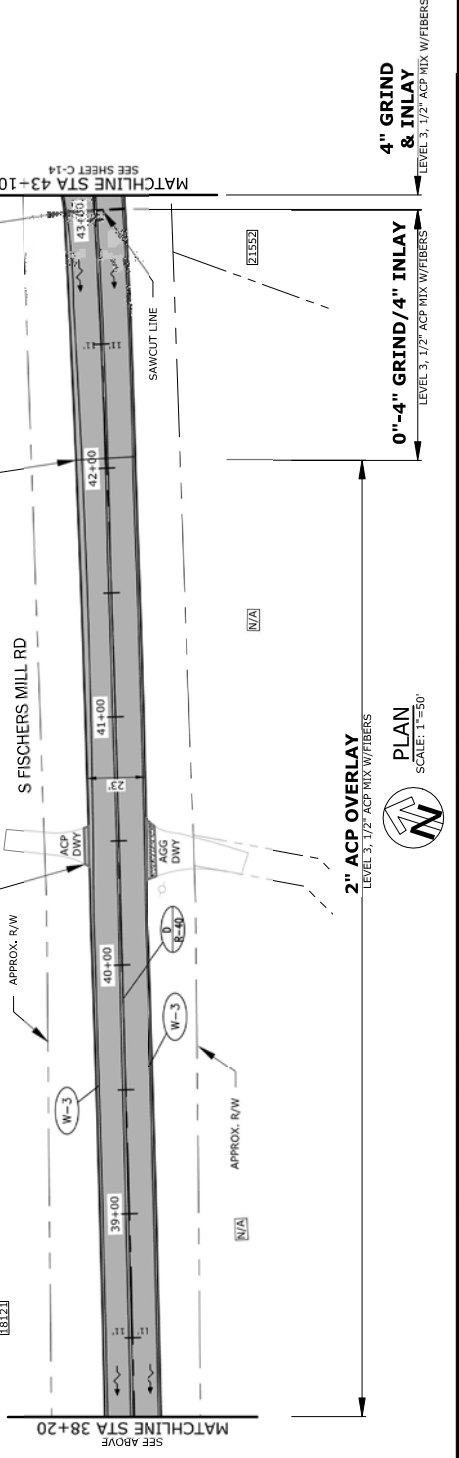 4" GRIND
& INLAY
LEVEL 3, 1/2" ACP MIX W/FIBERS
MATCHLINE STA 43+10
SEE SHEET C-14
43+00
21552
SAWCUT LINE
11'
11'
0"-4" GRIND/4" INLAY
LEVEL 3, 1/2" ACP MIX W/FIBERS
42+00
N/A
S FISCHERS MILL RD
41+00
23'
ACP
DWY
AGG
DWY
2" ACP OVERLAY
LEVEL 3, 1/2" ACP MIX W/FIBERS
PLAN
SCALE: 1"=50'
N
APPROX. R/W
D
R-40
40+00
W-3
W-3
APPROX. R/W
39+00
N/A
18121
11'
11'
MATCHLINE STA 38+20
SEE ABOVE